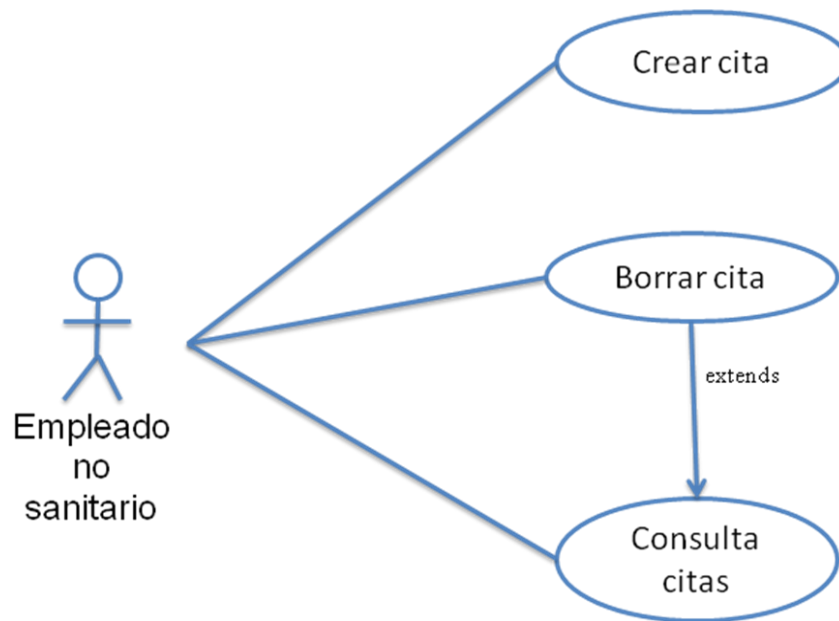 Crear cita
Borrar cita
extends
Empleado
no
sanitario
Consulta
citas